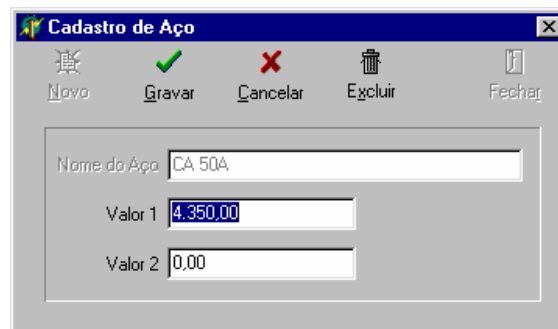 Cadastro de Aço
Novo Gravar Cancelar Excluir Fechar
Nome do Aço CA 50A
Valor 1 4.350,00
Valor 2 0,00